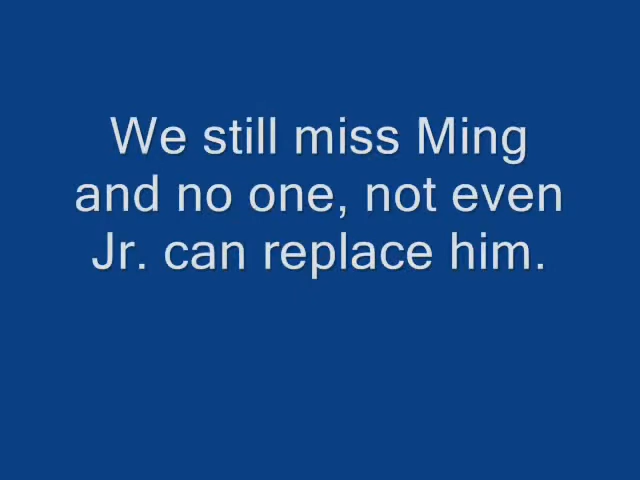 We still miss Ming
and no one, not even
Jr. can replace him.